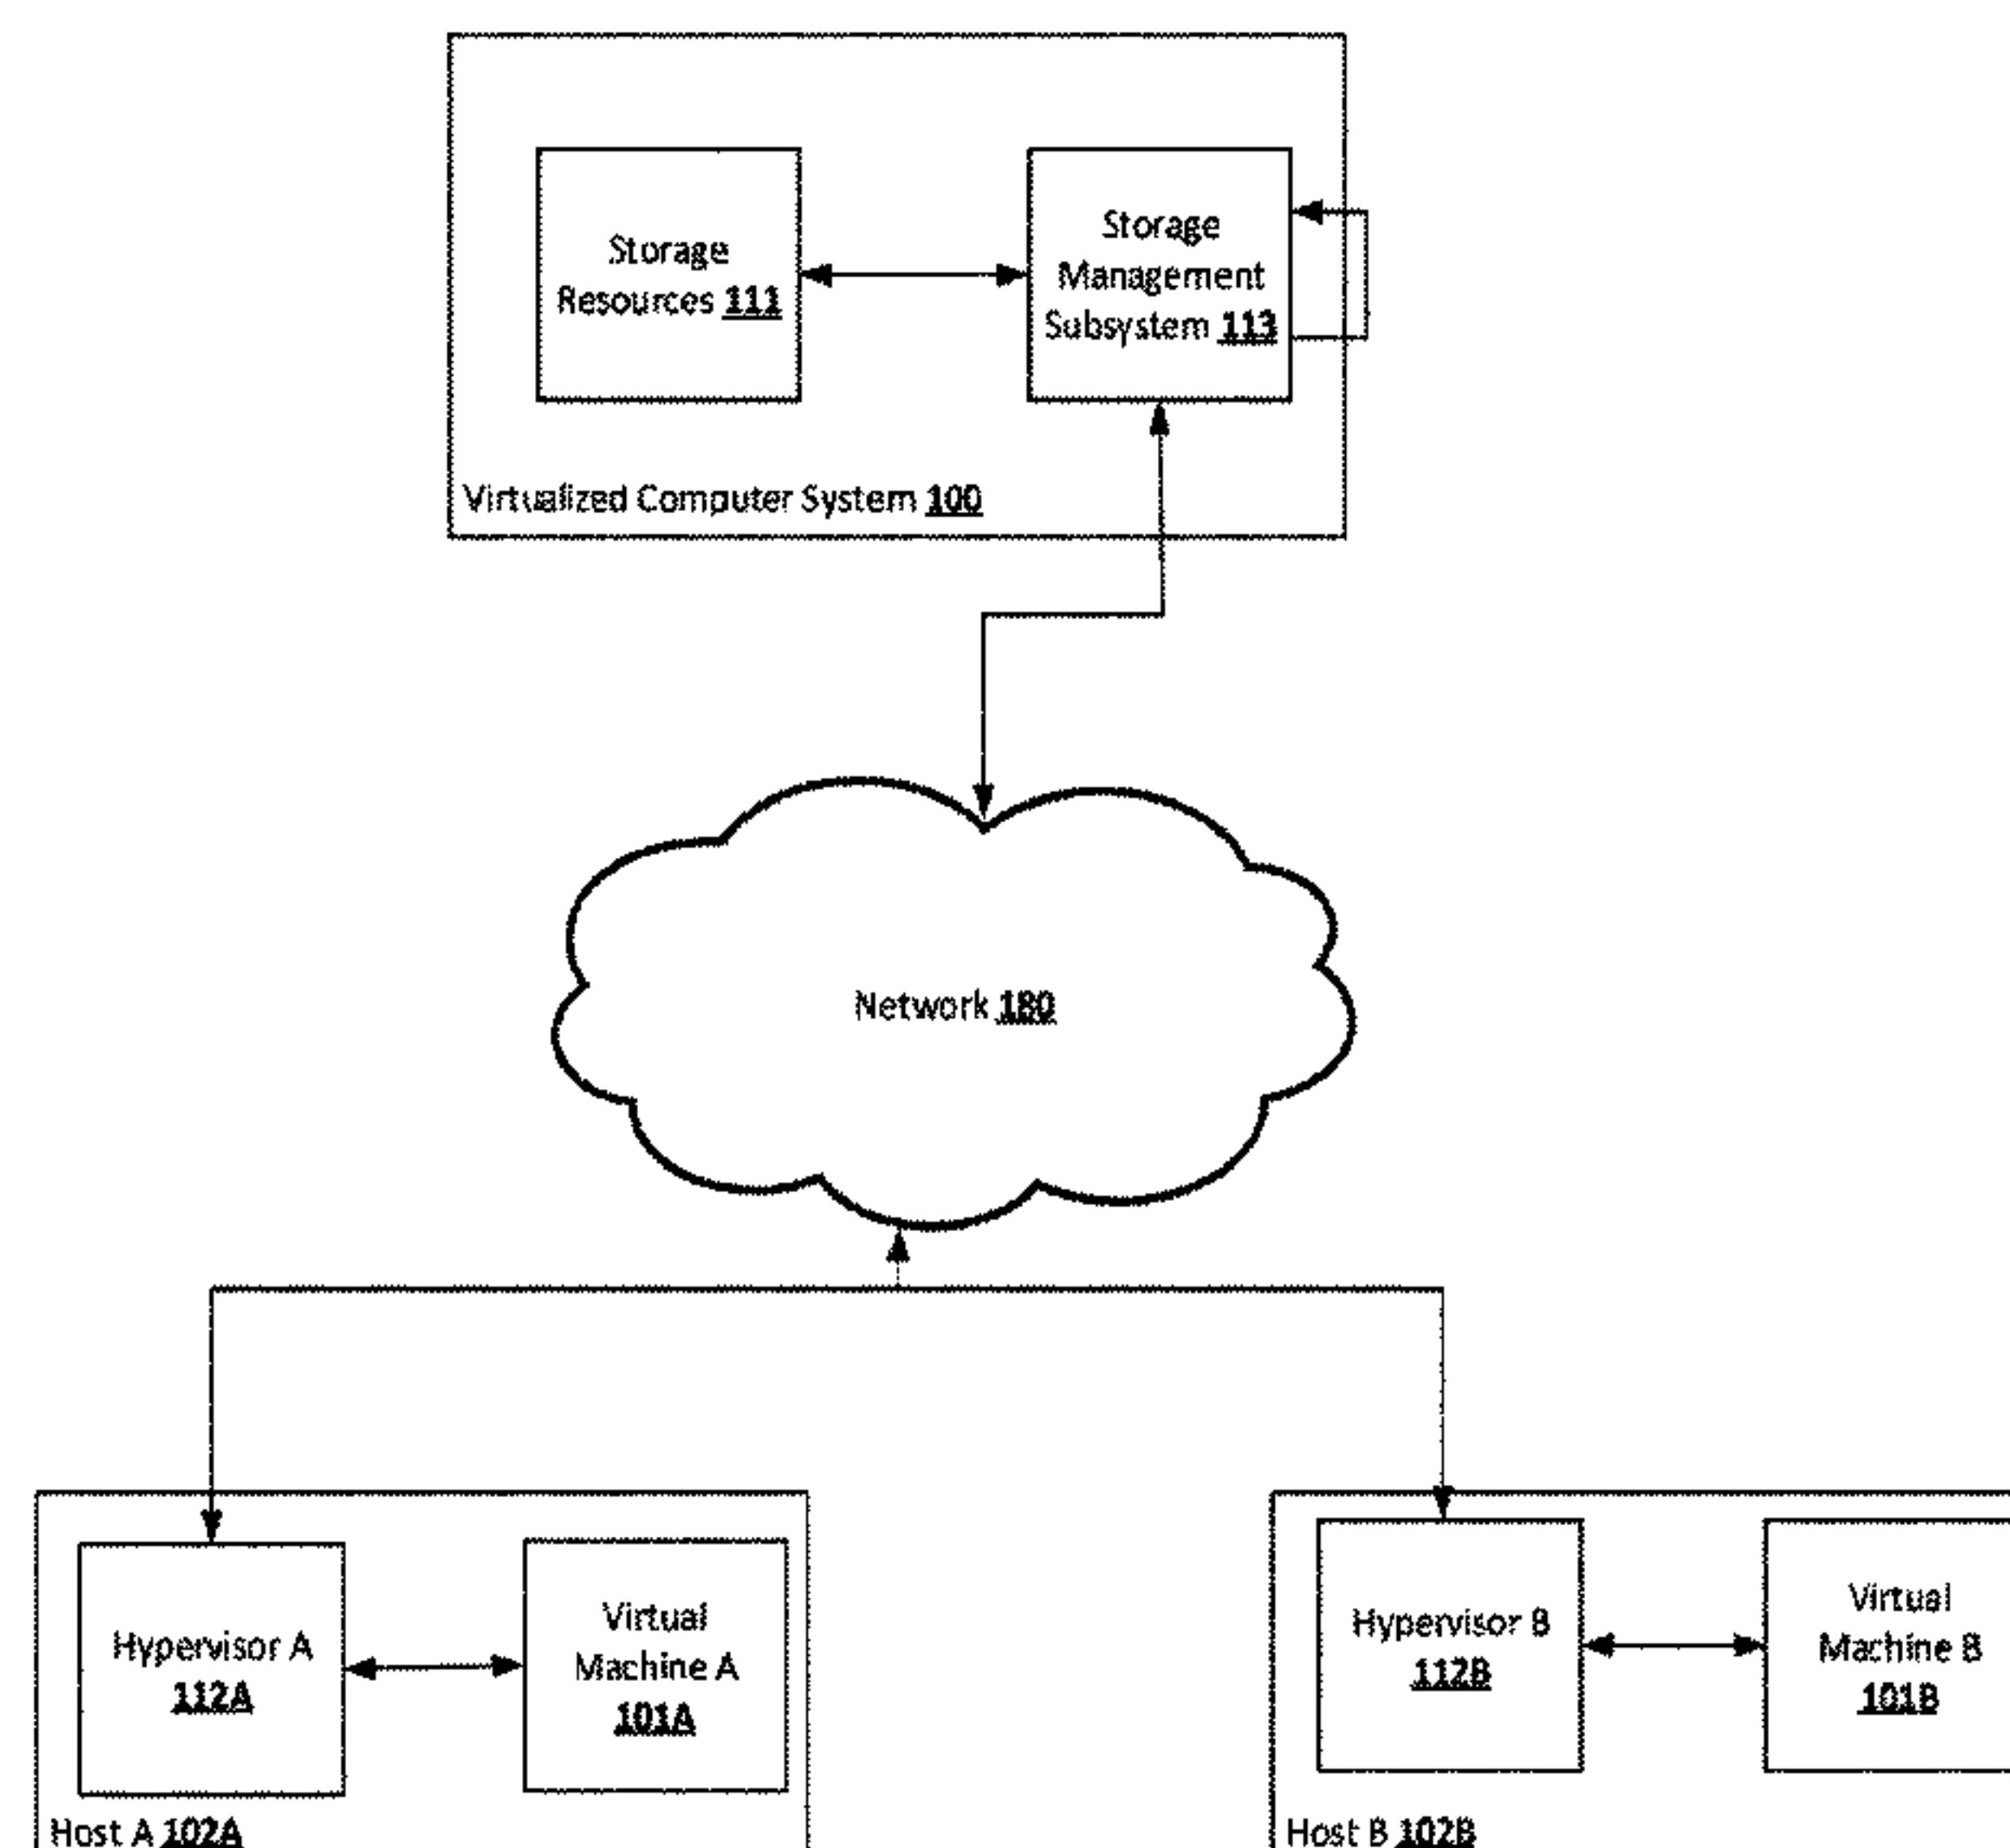 Storage
Resources 111
Storage
Management
Subsystem 113
Virtualized Computer System 100
Network 180
Hypervisor A
112A
Virtual
Machine A
101A
Host A 102A
Hypervisor B
112B
Virtual
Machine B
101B
Host B 102B